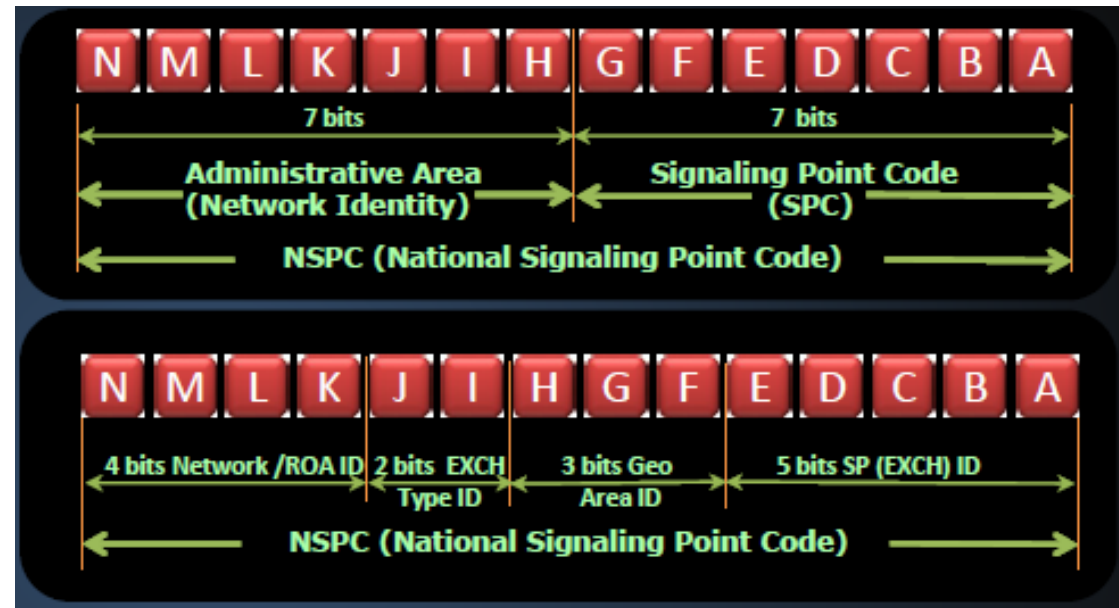 N M L K J I H G F E D C B A
7 bits 7 bits
Administrative Area Signaling Point Code
(Network Identity) (SPC)
NSPC (National Signaling Point Code)
N M L K J I H G F E D C B A
4 bits Network /ROA ID 2 bits EXCH 3 bits Geo 5 bits SP (EXCH) ID
Type ID Area ID
NSPC (National Signaling Point Code)